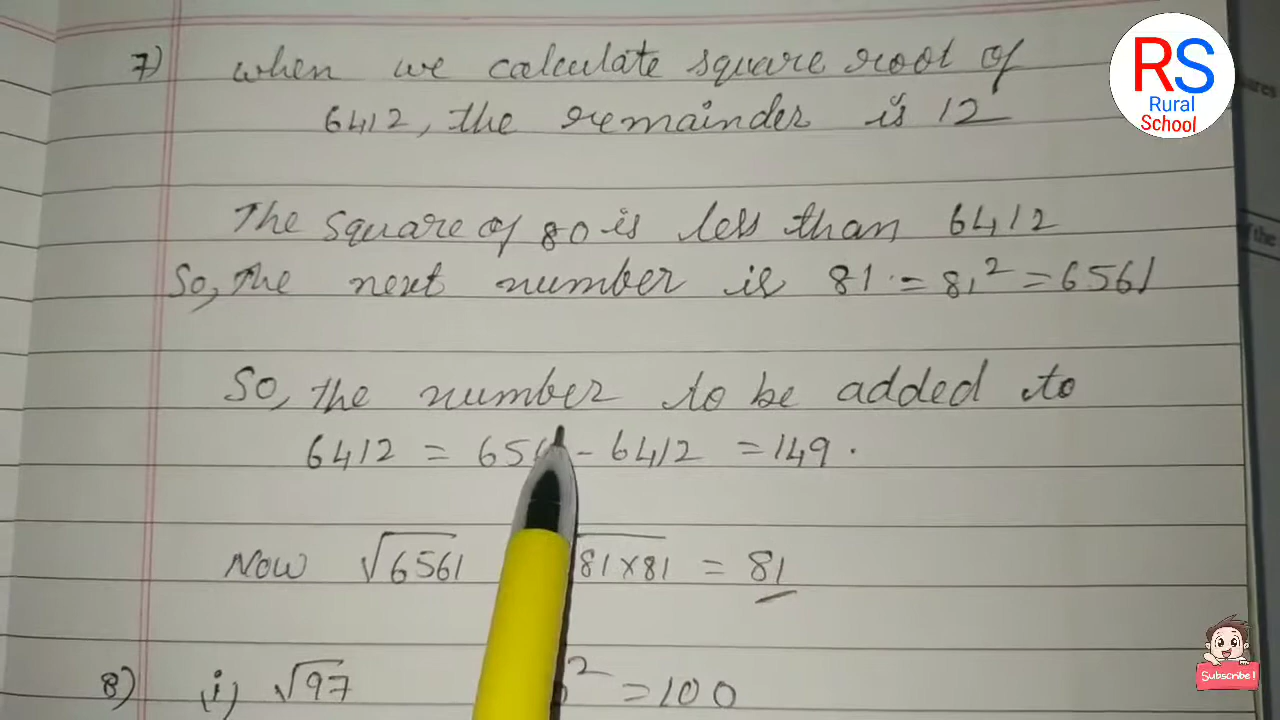 7) when we calculate square root of
6412, the remainder is 12
The square of 80 is less than 6412
So, the next number is 81. = 81² = 6561
So, the number to be added to
6412 = 656 - 6412 = 149.
Now √6561 √81×81 = 81
8) (i) √97 ² = 100
RS
Rural
School
Subscribe!